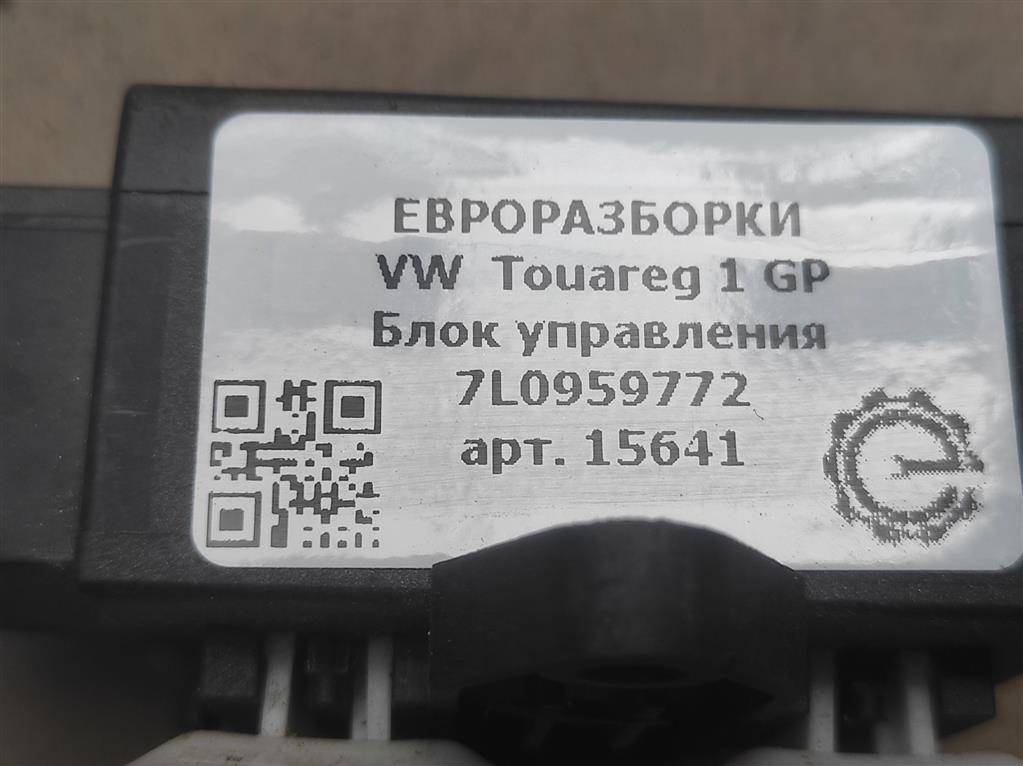 ЕВРОРАЗБОРКИ
VW Touareg 1 GP
Блок управления
7L0959772
арт. 15641